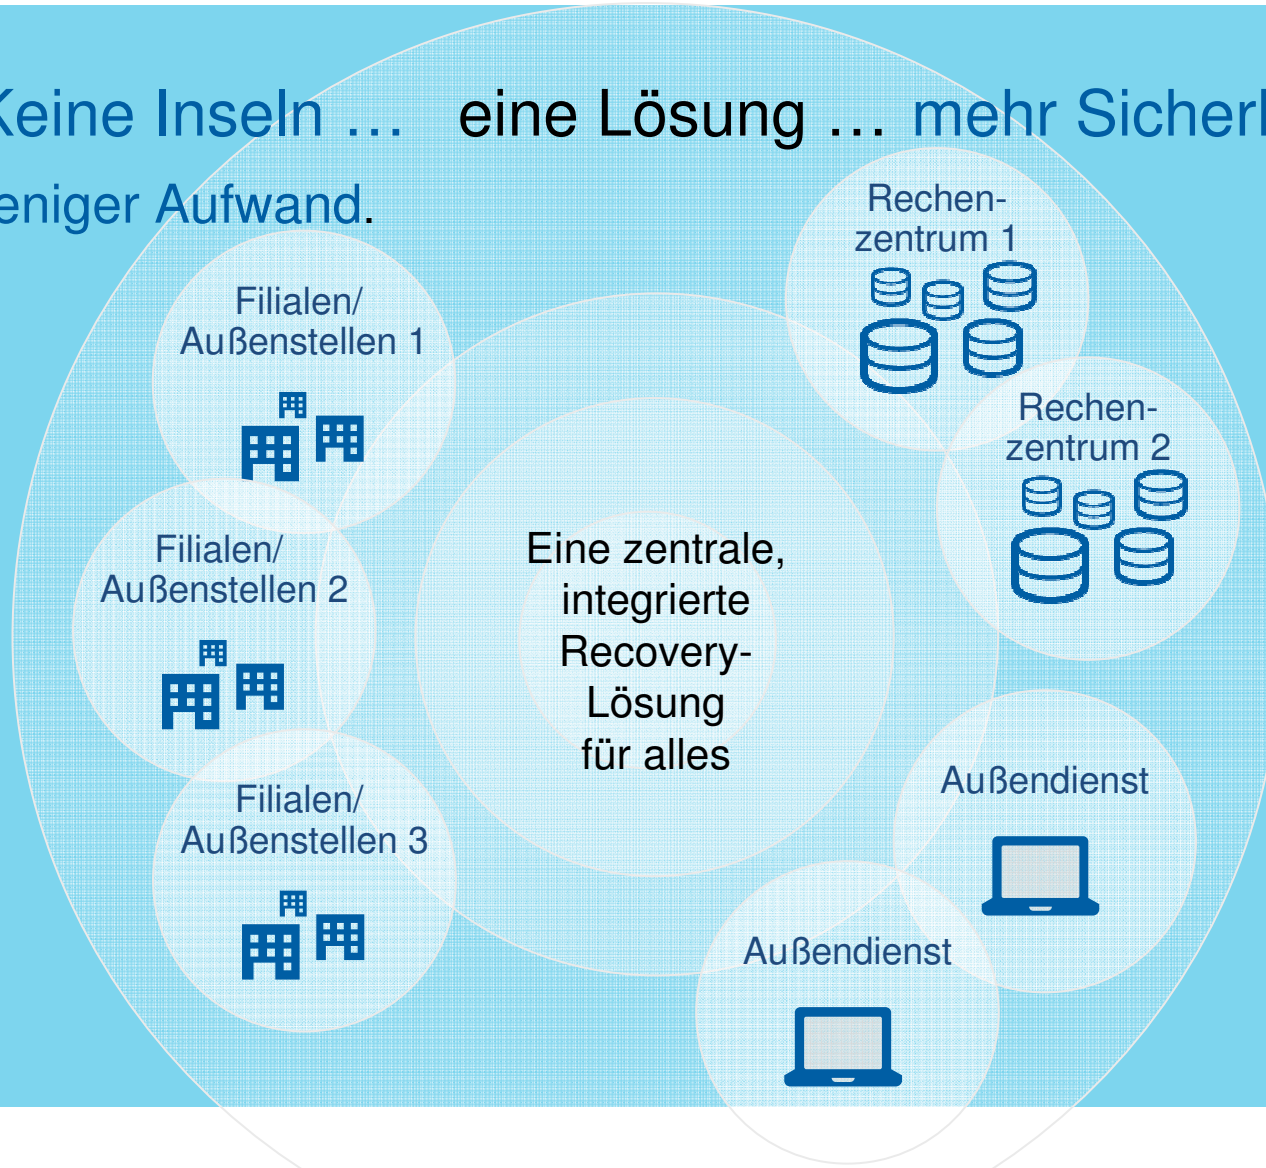 Keine Inseln … eine Lösung … mehr Sicherh
eniger Aufwand.
Rechen-
zentrum 1
Filialen/
Außenstellen 1
Rechen-
zentrum 2
Filialen/
Außenstellen 2
Eine zentrale,
integrierte
Recovery-
Lösung
für alles
Außendienst
Filialen/
Außenstellen 3
Außendienst